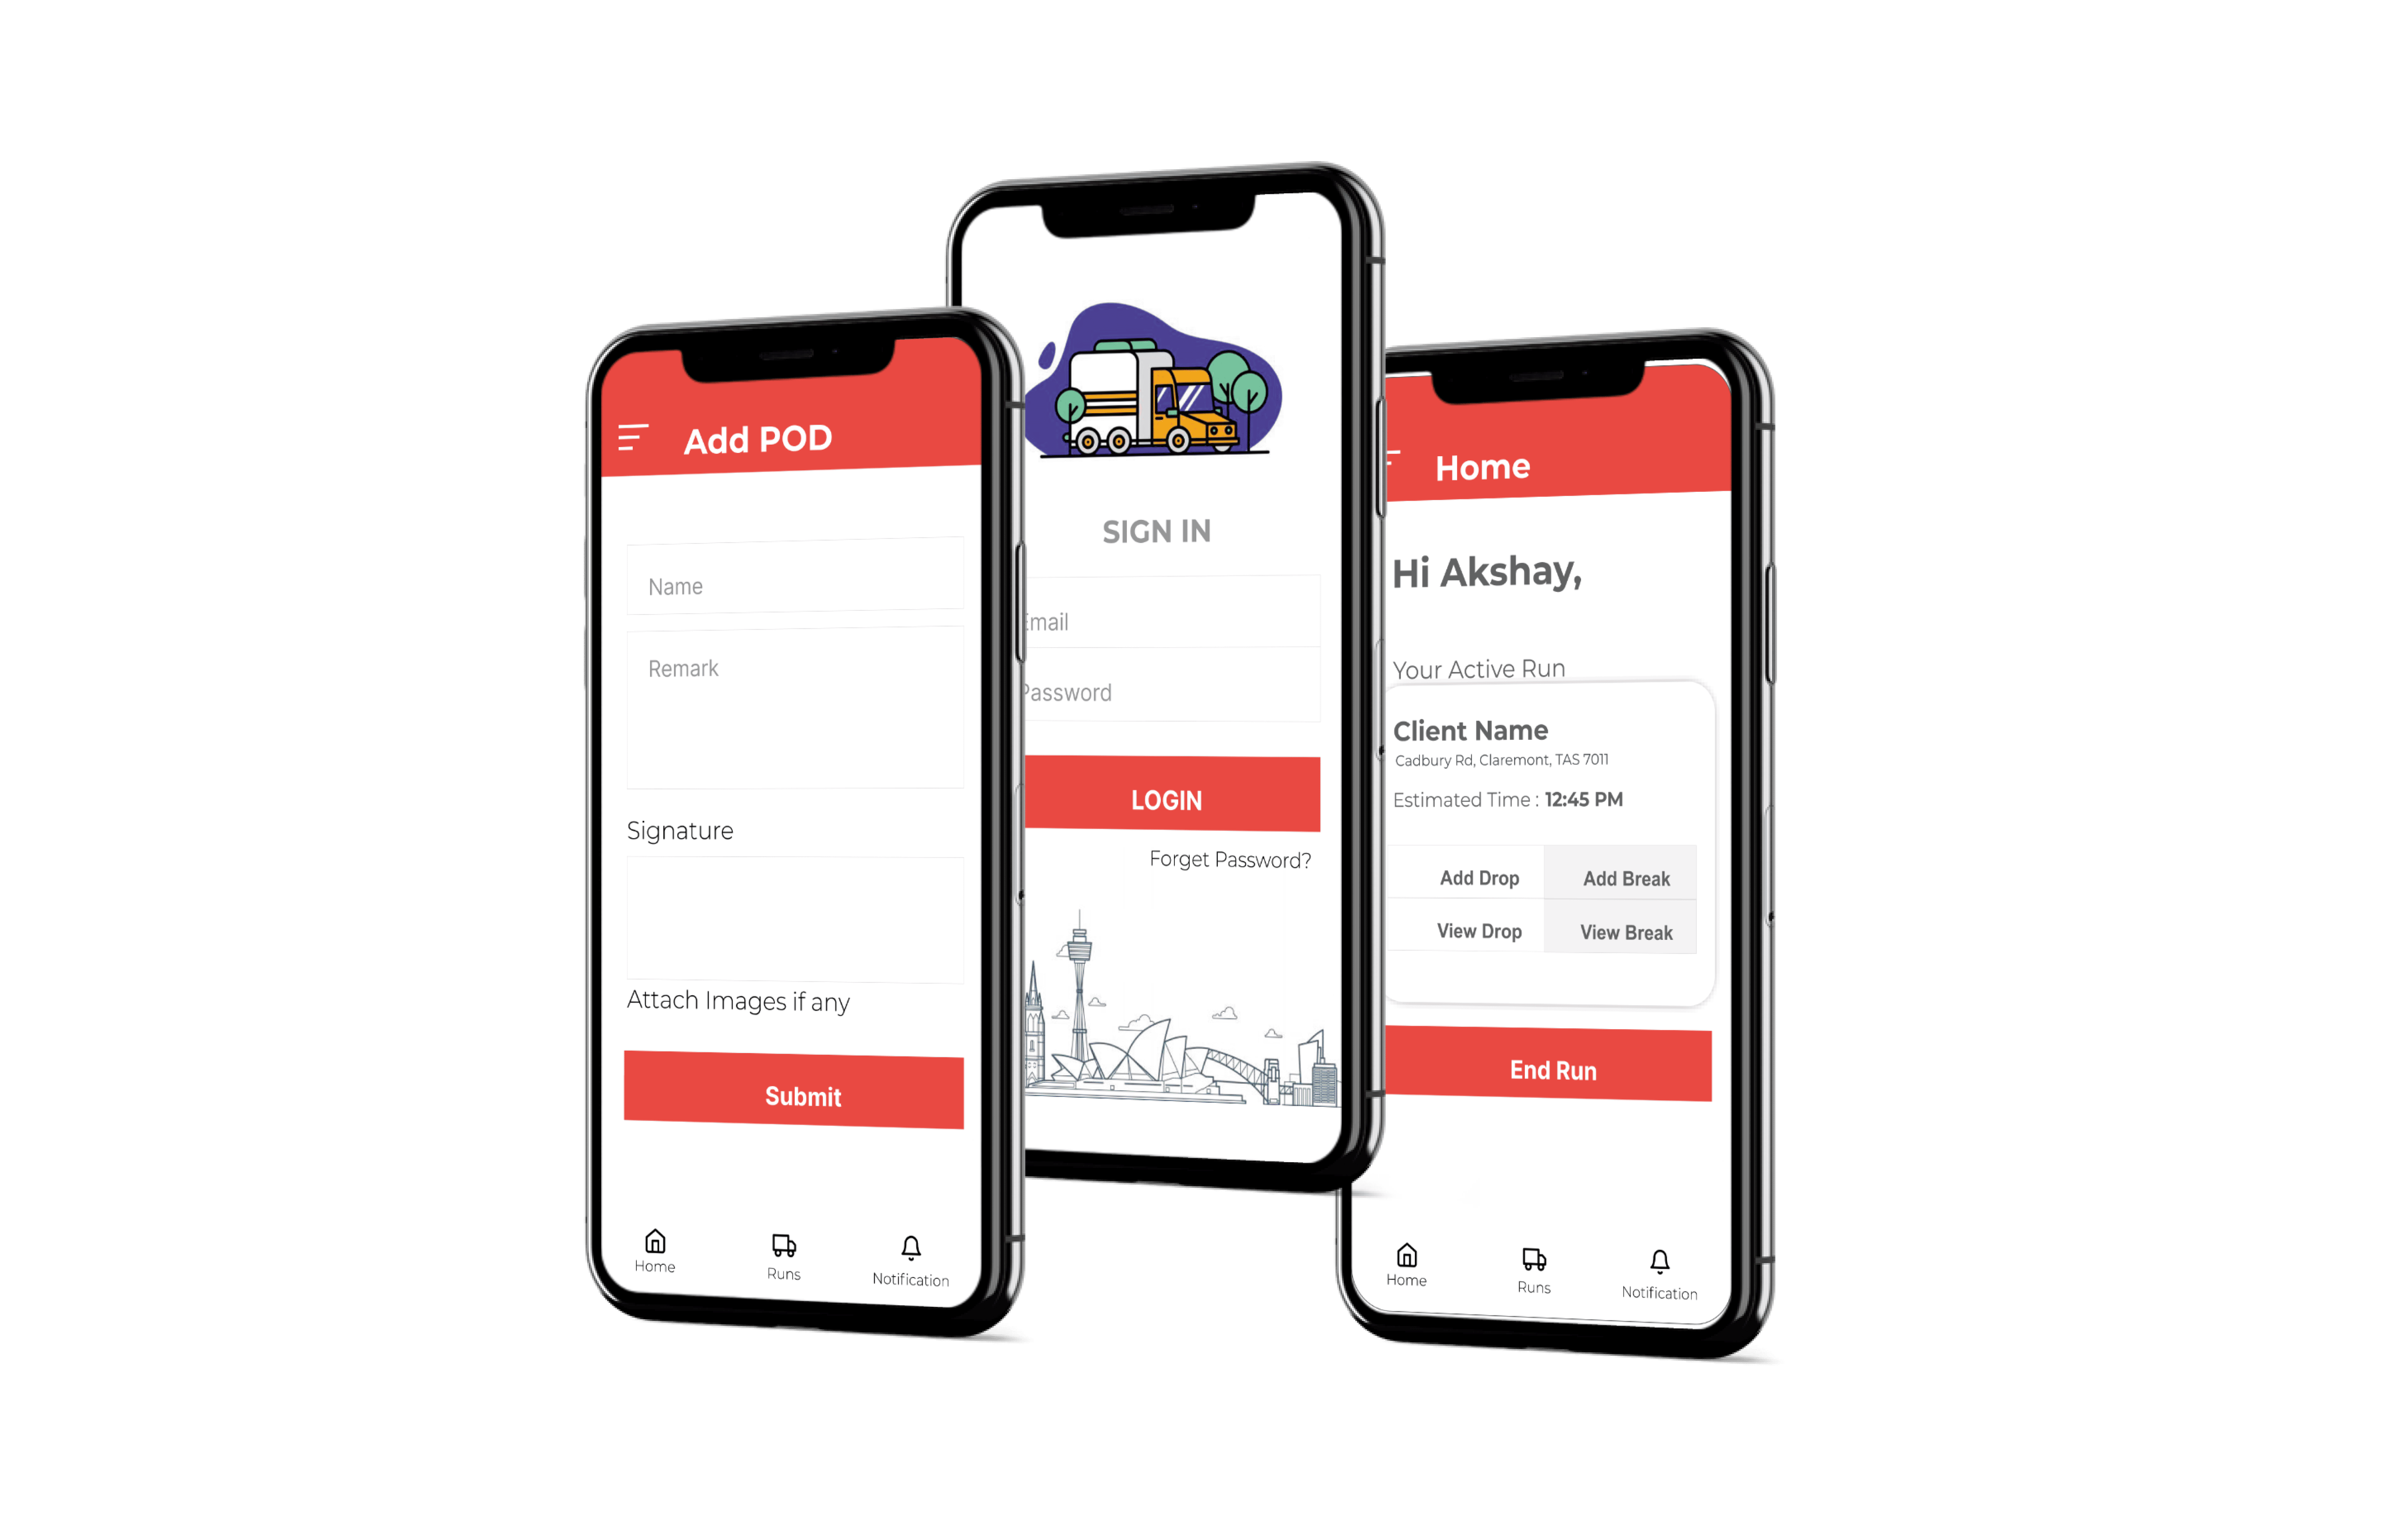 Add POD
Name
Remark
Signature
Attach Images if any
Submit
Home
Runs
Notification
SIGN IN
Email
Password
LOGIN
Forget Password?
Home
Hi Akshay,
Your Active Run
Client Name
Cadbury Rd, Claremont, TAS 7011
Estimated Time : 12:45 PM
Add Drop Add Break
View Drop View Break
End Run
Home
Runs
Notification